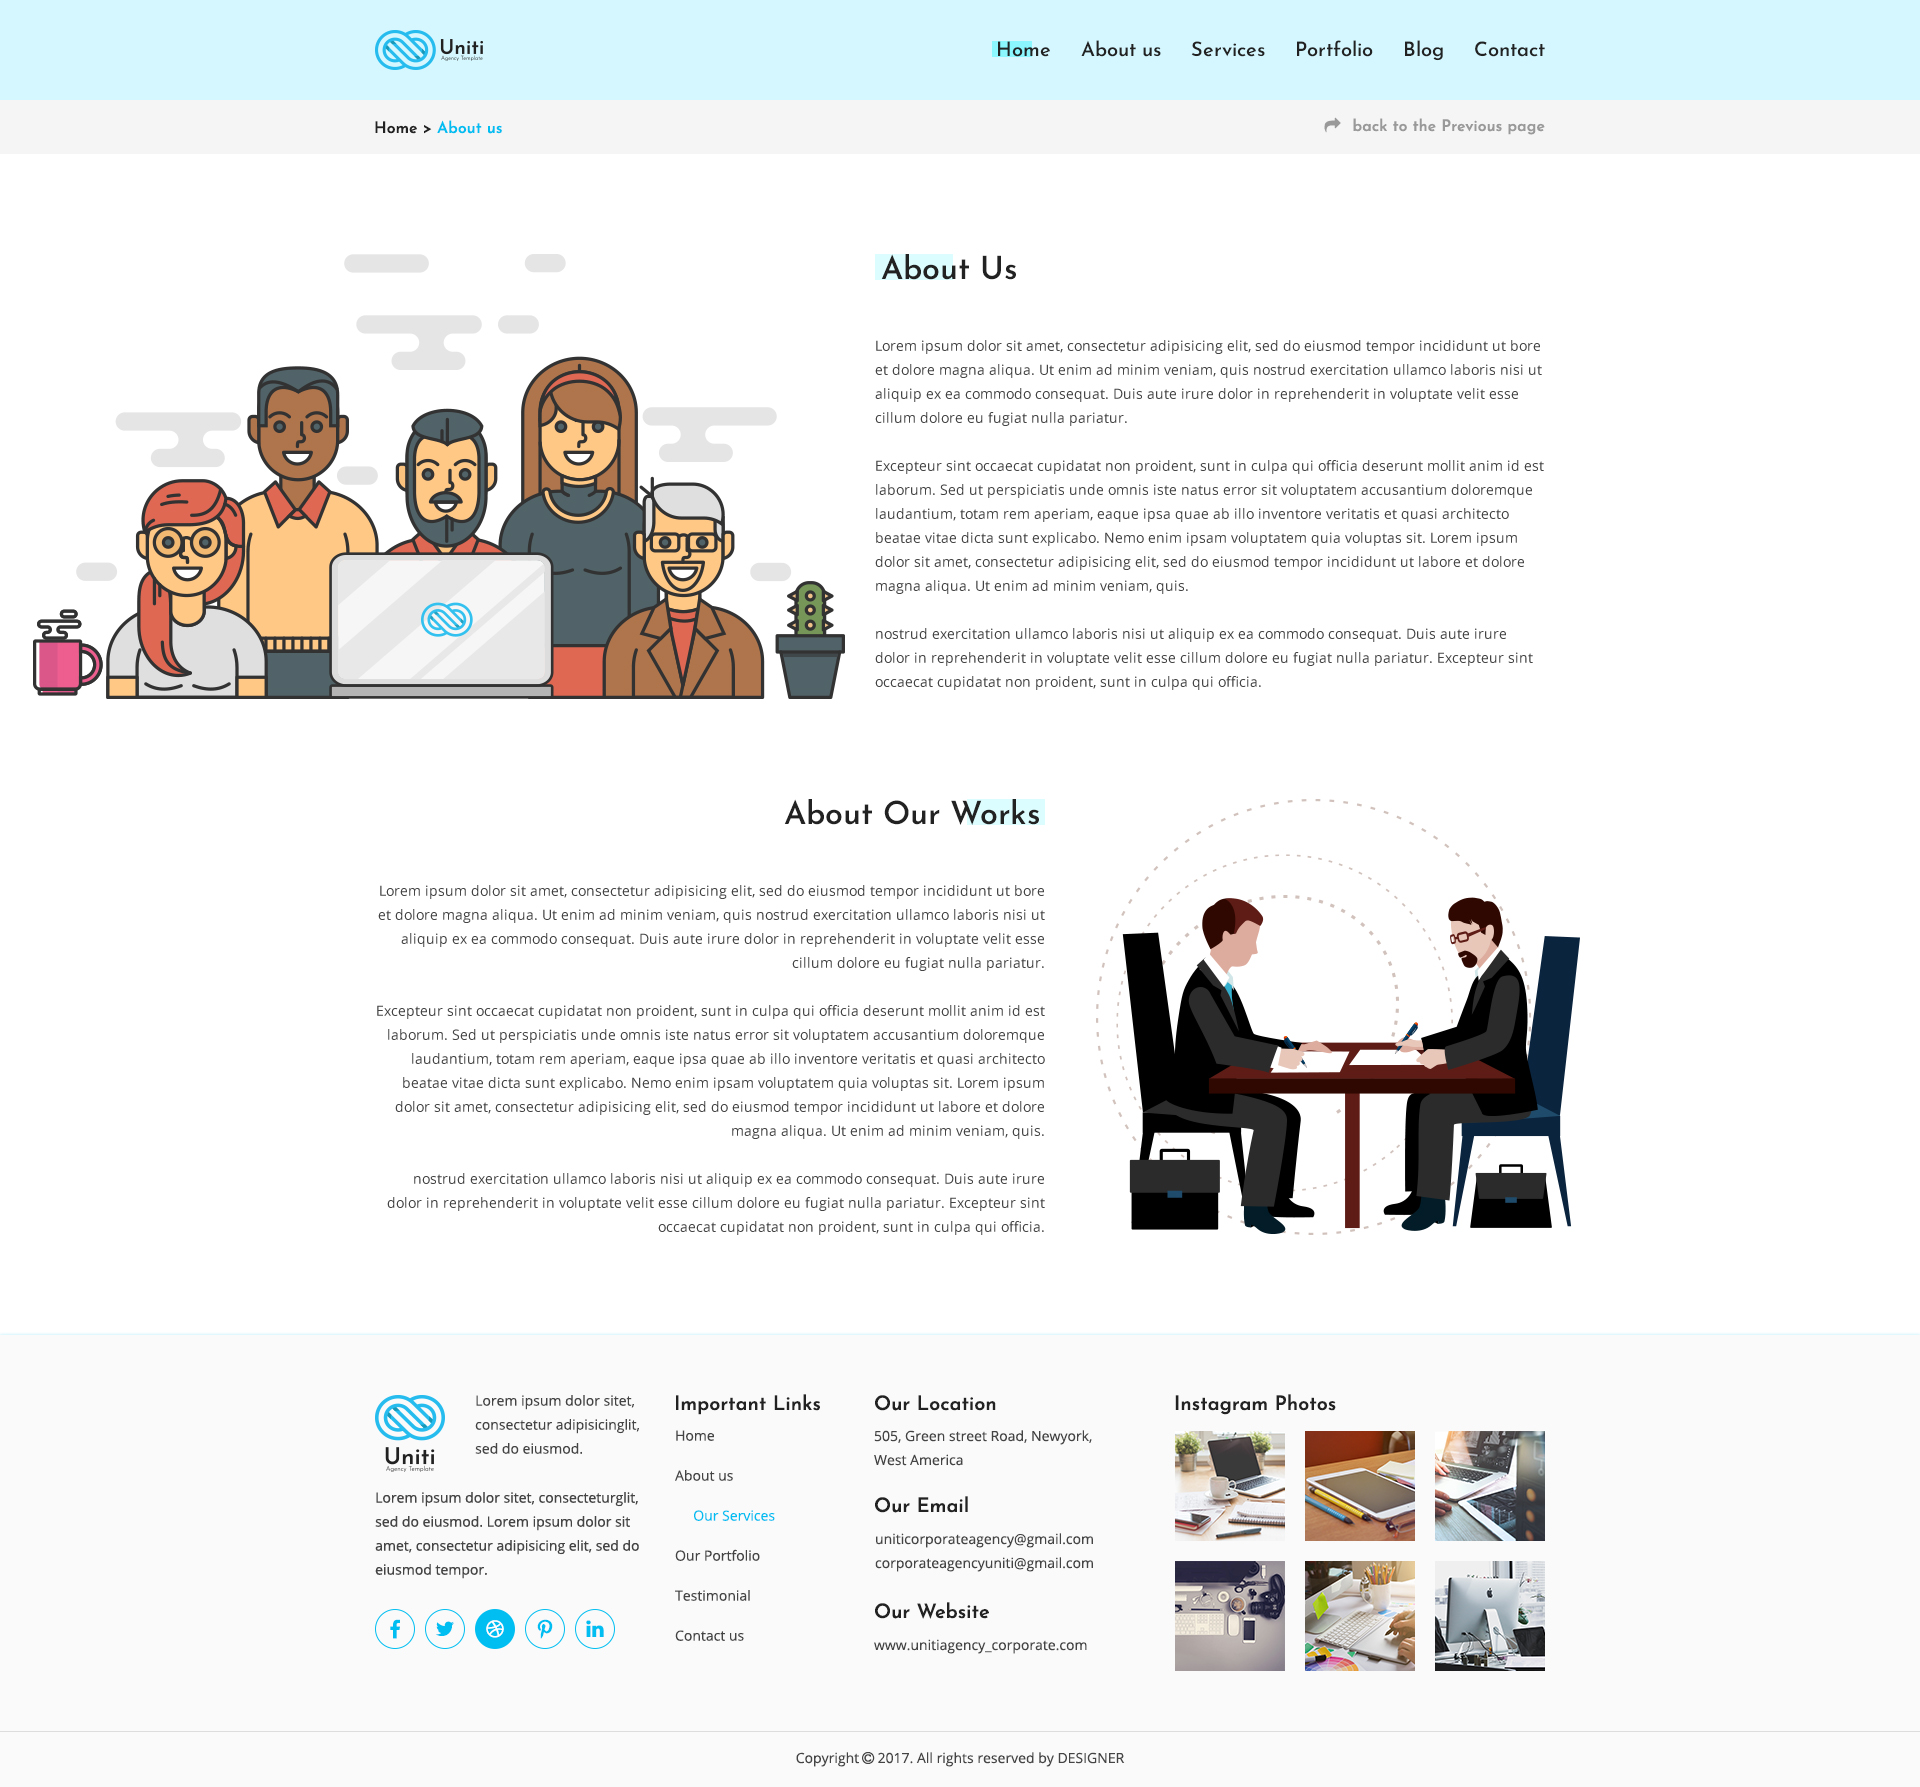 Uniti
Agency Template
Home
About us
Services
Portfolio
Blog
Contact
Home > About us
back to the Previous page
About Us
Lorem ipsum dolor sit amet, consectetur adipisicing elit, sed do eiusmod tempor incididunt ut bore
et dolore magna aliqua. Ut enim ad minim veniam, quis nostrud exercitation ullamco laboris nisi ut
aliquip ex ea commodo consequat. Duis aute irure dolor in reprehenderit in voluptate velit esse
cillum dolore eu fugiat nulla pariatur.
Excepteur sint occaecat cupidatat non proident, sunt in culpa qui officia deserunt mollit anim id est
laborum. Sed ut perspiciatis unde omnis iste natus error sit voluptatem accusantium doloremque
laudantium, totam rem aperiam, eaque ipsa quae ab illo inventore veritatis et quasi architecto
beatae vitae dicta sunt explicabo. Nemo enim ipsam voluptatem quia voluptas sit. Lorem ipsum
dolor sit amet, consectetur adipisicing elit, sed do eiusmod tempor incididunt ut labore et dolore
magna aliqua. Ut enim ad minim veniam, quis.
nostrud exercitation ullamco laboris nisi ut aliquip ex ea commodo consequat. Duis aute irure
dolor in reprehenderit in voluptate velit esse cillum dolore eu fugiat nulla pariatur. Excepteur sint
occaecat cupidatat non proident, sunt in culpa qui officia.
About Our Works
Lorem ipsum dolor sit amet, consectetur adipisicing elit, sed do eiusmod tempor incididunt ut bore
et dolore magna aliqua. Ut enim ad minim veniam, quis nostrud exercitation ullamco laboris nisi ut
aliquip ex ea commodo consequat. Duis aute irure dolor in reprehenderit in voluptate velit esse
cillum dolore eu fugiat nulla pariatur.
Excepteur sint occaecat cupidatat non proident, sunt in culpa qui officia deserunt mollit anim id est
laborum. Sed ut perspiciatis unde omnis iste natus error sit voluptatem accusantium doloremque
laudantium, totam rem aperiam, eaque ipsa quae ab illo inventore veritatis et quasi architecto
beatae vitae dicta sunt explicabo. Nemo enim ipsam voluptatem quia voluptas sit. Lorem ipsum
dolor sit amet, consectetur adipisicing elit, sed do eiusmod tempor incididunt ut labore et dolore
magna aliqua. Ut enim ad minim veniam, quis.
nostrud exercitation ullamco laboris nisi ut aliquip ex ea commodo consequat. Duis aute irure
dolor in reprehenderit in voluptate velit esse cillum dolore eu fugiat nulla pariatur. Excepteur sint
occaecat cupidatat non proident, sunt in culpa qui officia.
Uniti
Agency Template
Lorem ipsum dolor sitet,
consectetur adipisicinglit,
sed do eiusmod.
Lorem ipsum dolor sitet, consecteturglit,
sed do eiusmod. Lorem ipsum dolor sit
amet, consectetur adipisicing elit, sed do
eiusmod tempor.
Important Links
Home
About us
Our Services
Our Portfolio
Testimonial
Contact us
Our Location
505, Green street Road, Newyork,
West America
Our Email
uniticorporateagency@gmail.com
corporateagencyuniti@gmail.com
Our Website
www.unitiagency_corporate.com
Instagram Photos
Copyright © 2017. All rights reserved by DESIGNER